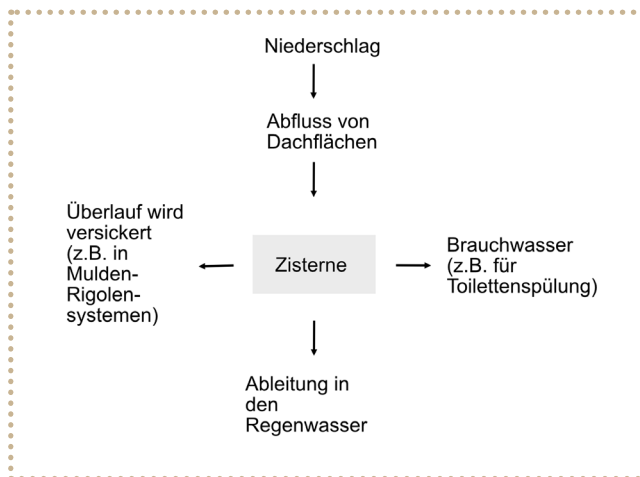 Niederschlag
Abfluss von
Dachflächen
Überlauf wird
versickert
(z.B. in
Mulden-
Rigolen-
systemen)
Zisterne
Brauchwasser
(z.B. für
Toilettenspülung)
Ableitung in
den
Regenwasser